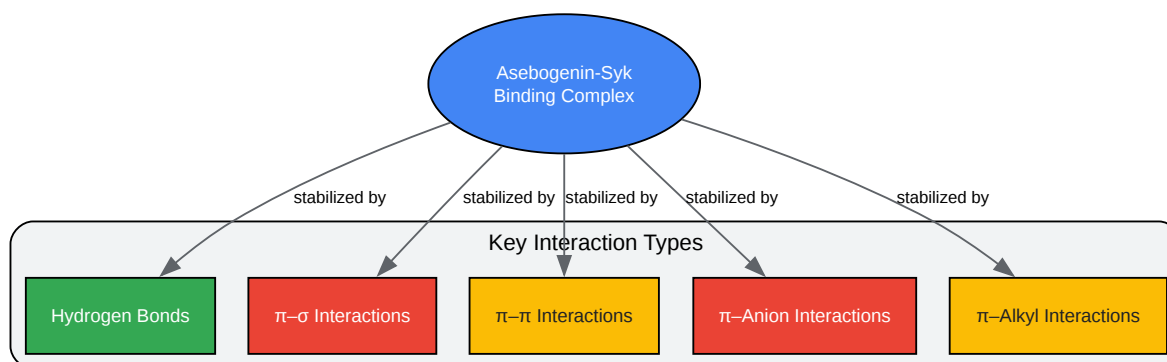 Asebogenin-Syk
Binding Complex
stabilized by
stabilized by
stabilized by
stabilized by
stabilized by
Key Interaction Types
Hydrogen Bonds
π–σ Interactions
π–π Interactions
π–Anion Interactions
π–Alkyl Interactions